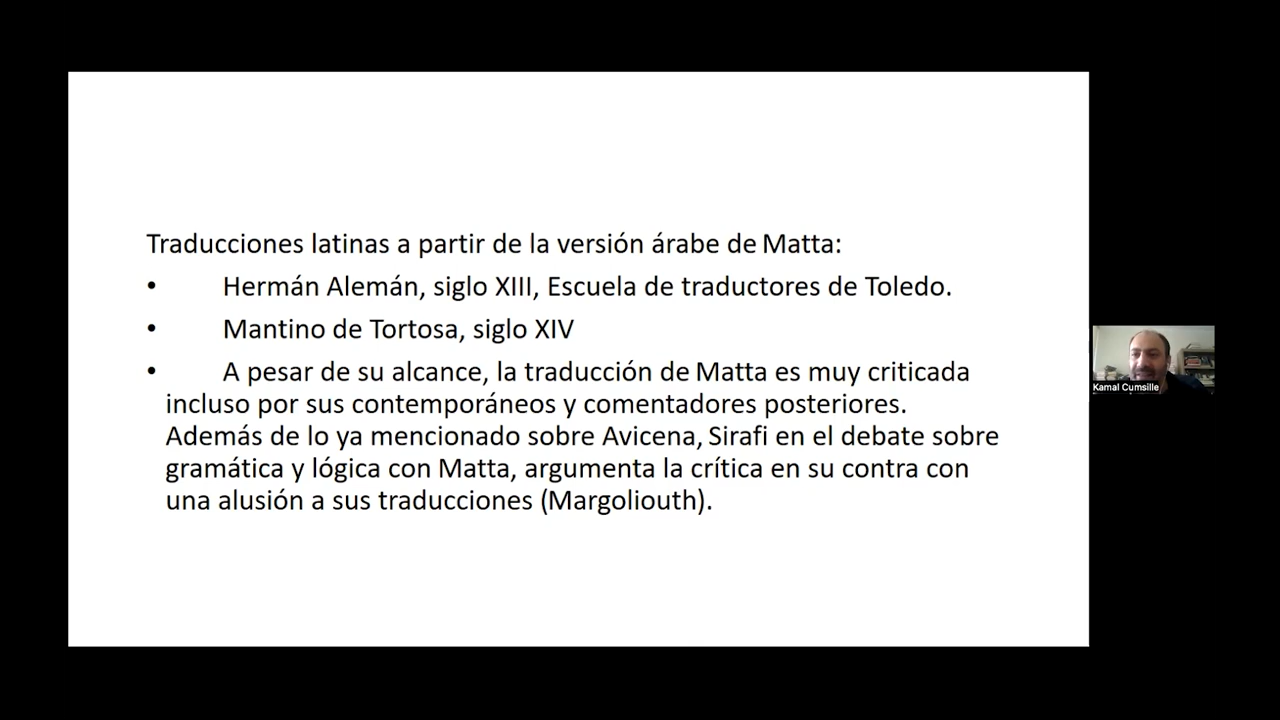 Traducciones latinas a partir de la versión árabe de Matta:
• Hermán Alemán, siglo XIII, Escuela de traductores de Toledo.
• Mantino de Tortosa, siglo XIV
• A pesar de su alcance, la traducción de Matta es muy criticada
incluso por sus contemporáneos y comentadores posteriores.
Además de lo ya mencionado sobre Avicena, Sirafi en el debate sobre
gramática y lógica con Matta, argumenta la crítica en su contra con
una alusión a sus traducciones (Margoliouth).
Kamal Cumsille